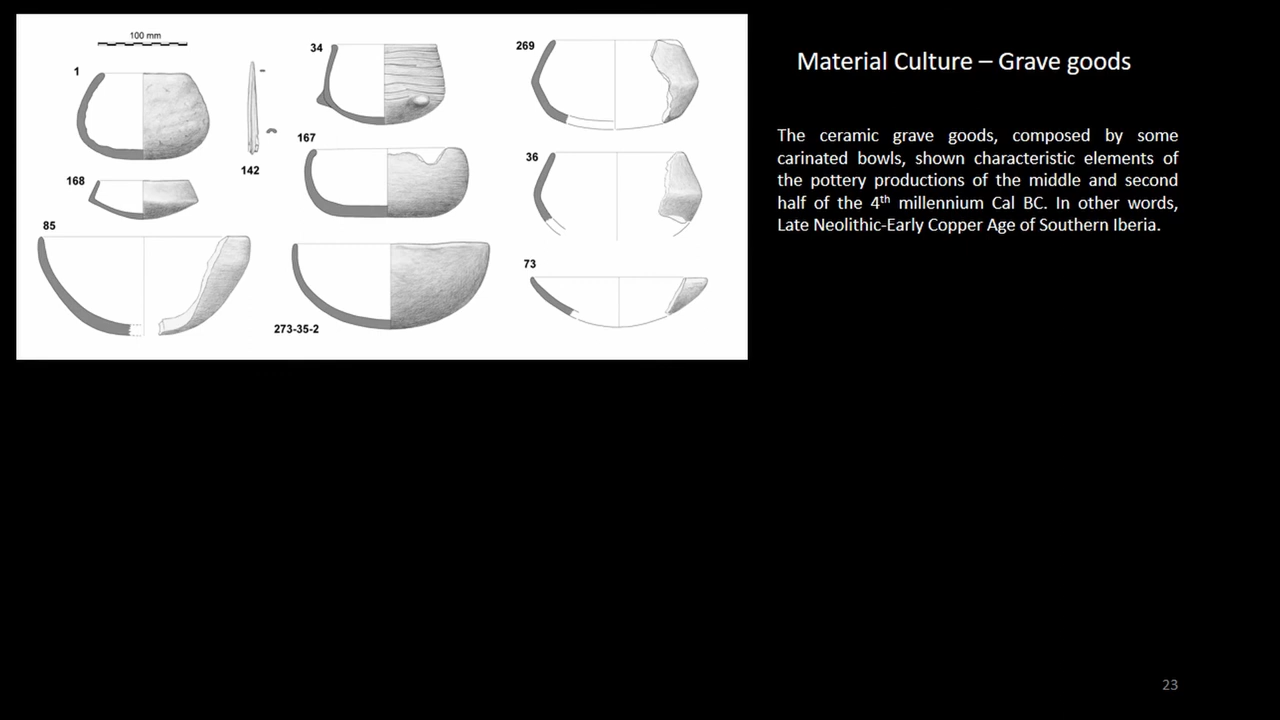 100 mm
1
34
269
142
167
168
36
85
73
273-35-2
Material Culture – Grave goods
The ceramic grave goods, composed by some
carinated bowls, shown characteristic elements of
the pottery productions of the middle and second
half of the 4th millennium Cal BC. In other words,
Late Neolithic-Early Copper Age of Southern Iberia.
23